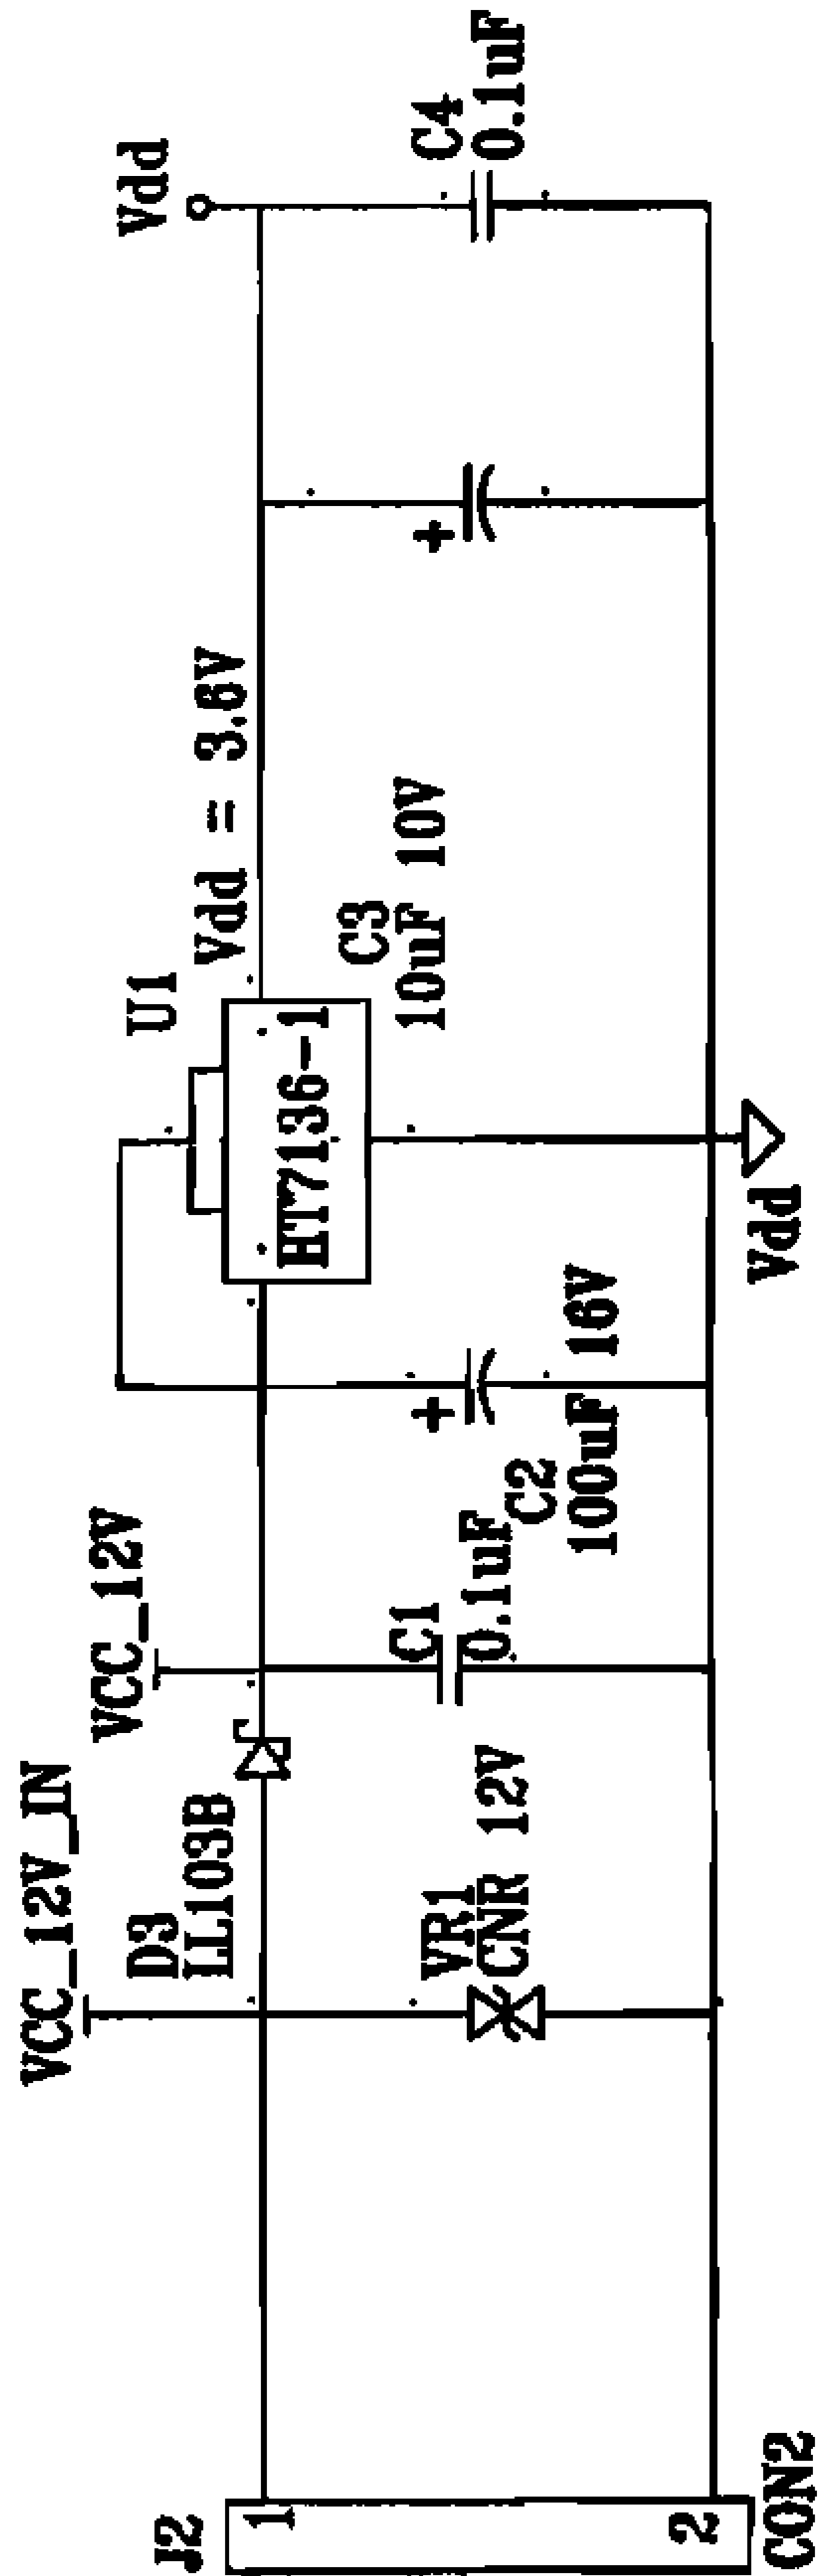 J2
1
2
CON2
VCC_12V_IN
D3
LL103B
VR1
CNR 12V
VCC_12V
C1
0.1uF
C2
100uF 16V
+
U1
HT7136-1
Vdd
Vdd = 3.6V
C3
10uF 10V
+
Vdd
C4
0.1uF